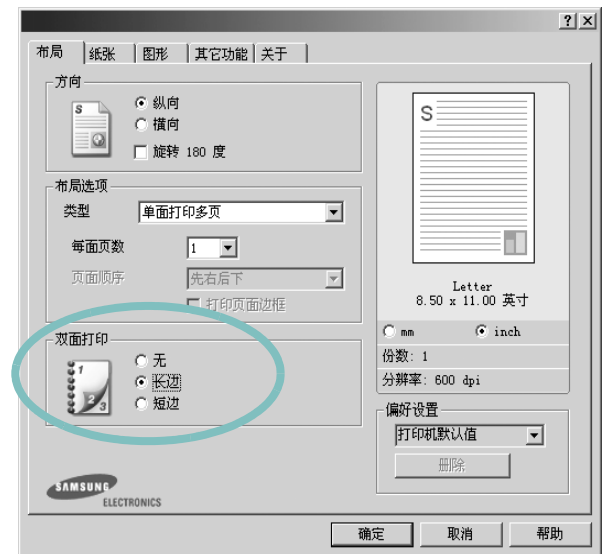 布局
纸张
图形
其它功能
关于
方向
S
纵向
横向
旋转 180 度
布局选项
类型
单面打印多页
每面页数
1
页面顺序
先右后下
打印页面边框
双面打印
1
2
3
无
长边
短边
SAMSUNG
ELECTRONICS
S
Letter
8.50 x 11.00 英寸
mm
inch
份数: 1
分辨率: 600 dpi
偏好设置
打印机默认值
删除
确定
取消
帮助